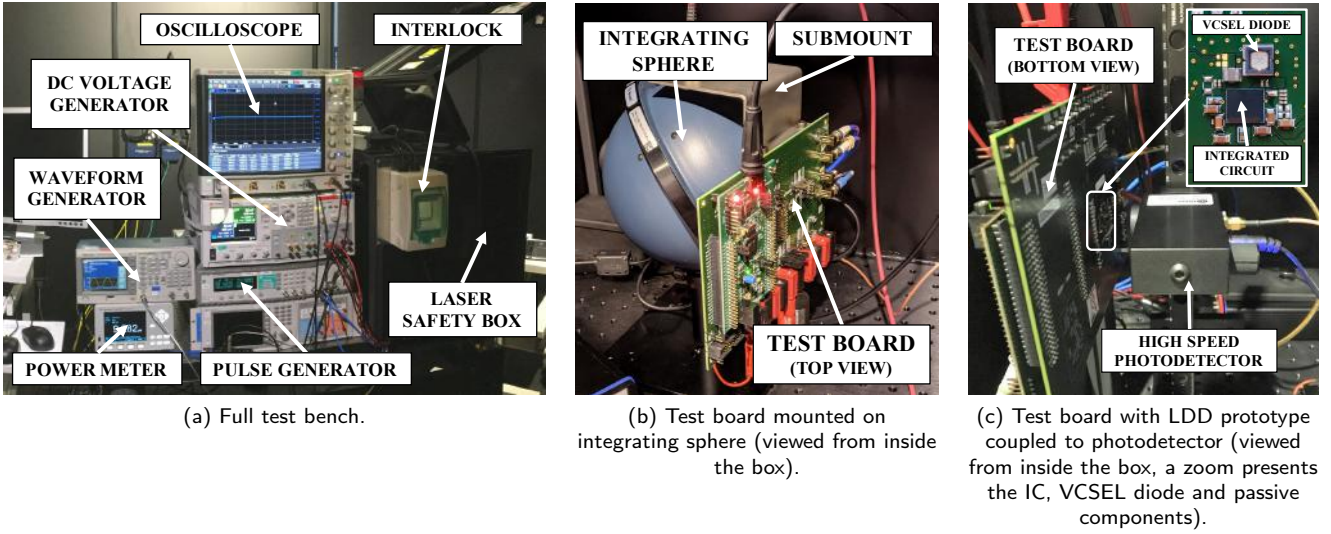 OSCILLOSCOPE
INTERLOCK
DC VOLTAGE
GENERATOR
WAVEFORM
GENERATOR
LASER
SAFETY BOX
POWER METER
PULSE GENERATOR
(a) Full test bench.
INTEGRATING
SPHERE
SUBMOUNT
TEST BOARD
(TOP VIEW)
(b) Test board mounted on
integrating sphere (viewed from inside
the box).
TEST BOARD
(BOTTOM VIEW)
VCSEL DIODE
INTEGRATED
CIRCUIT
HIGH SPEED
PHOTODETECTOR
(c) Test board with LDD prototype
coupled to photodetector (viewed
from inside the box, a zoom presents
the IC, VCSEL diode and passive
components).